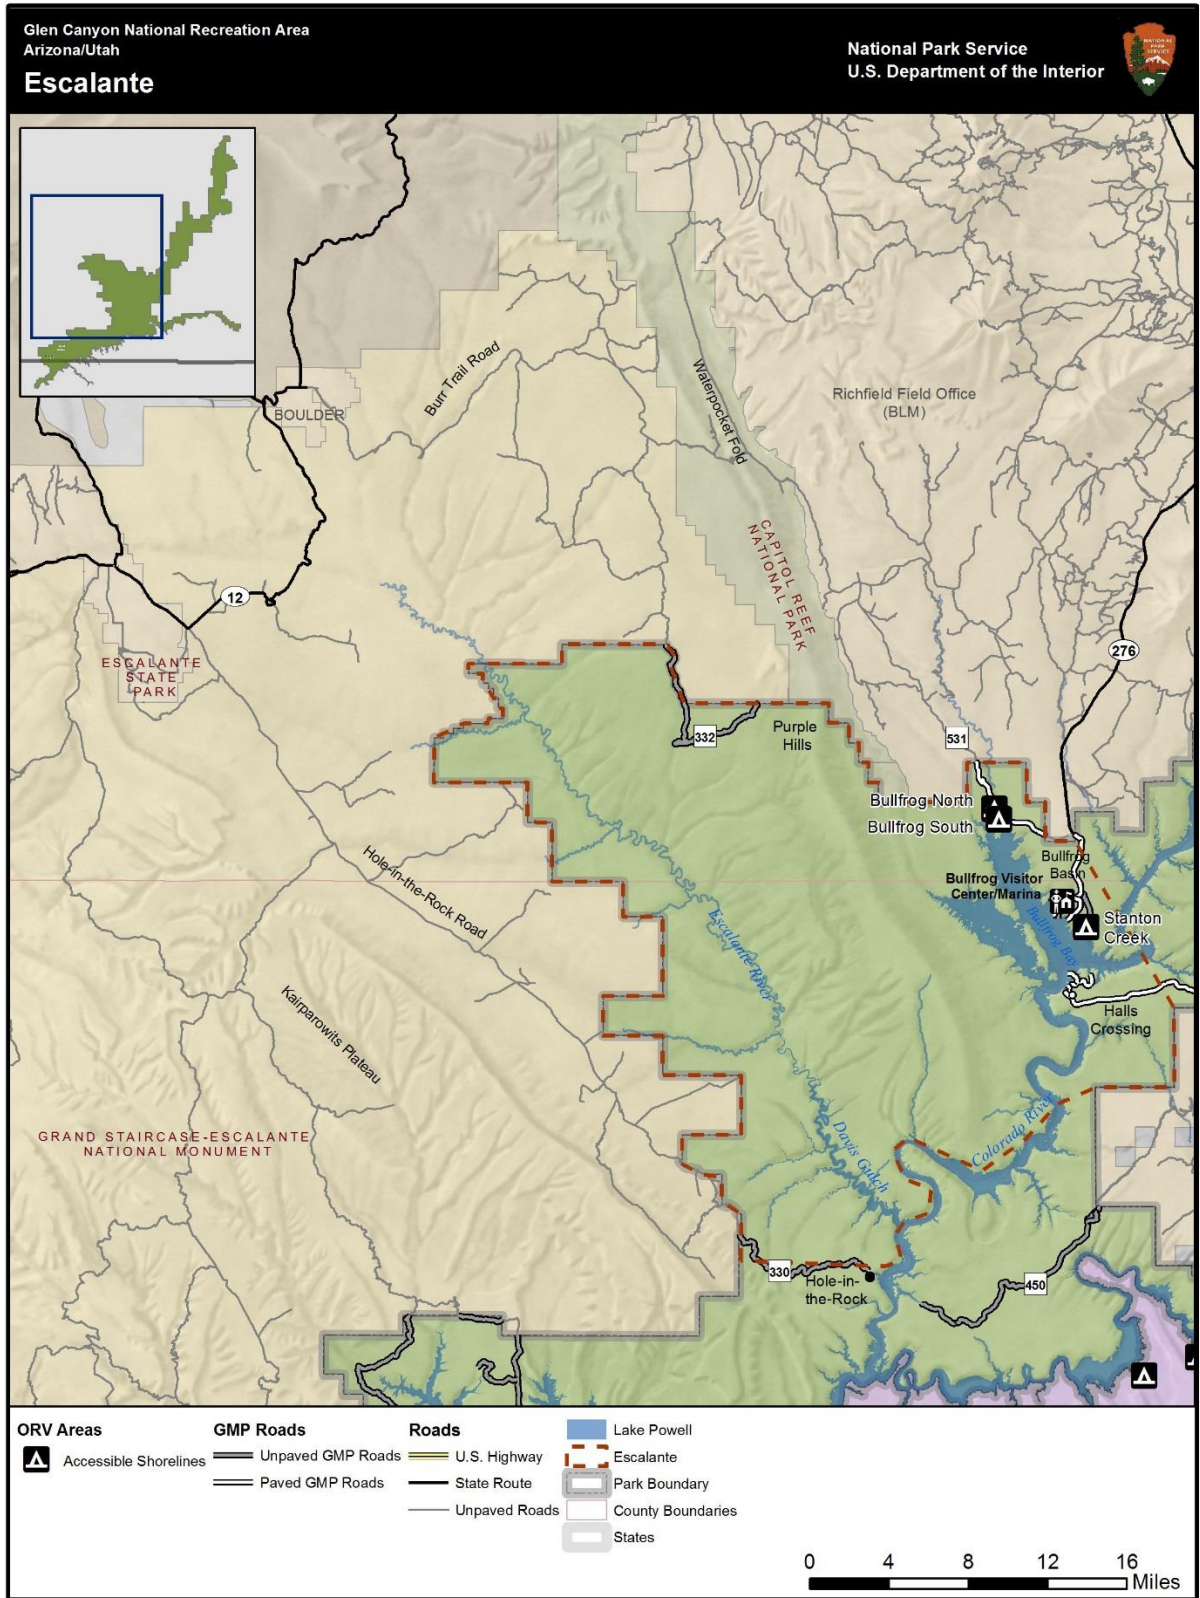 Glen Canyon National Recreation Area
Arizona/Utah
Escalante
National Park Service
U.S. Department of the Interior
NATIONAL
PARK
SERVICE
BOULDER
Burr Trail Road
Waterpocket Fold
Richfield Field Office
(BLM)
CAPITOL REEF
NATIONAL PARK
12
276
ESCALANTE
STATE
PARK
332
Purple
Hills
531
Bullfrog North
Bullfrog South
Bullfrog
Basin
Bullfrog Visitor
Center/Marina
Stanton
Creek
Bullfrog Bay
Hole-in-the-Rock Road
Escalante River
Kairparowits Plateau
Halls
Crossing
GRAND STAIRCASE-ESCALANTE
NATIONAL MONUMENT
Davis Gulch
Colorado River
330
Hole-in-
the-Rock
450
ORV Areas
Accessible Shorelines
GMP Roads
Unpaved GMP Roads
Paved GMP Roads
Roads
U.S. Highway
State Route
Unpaved Roads
Lake Powell
Escalante
Park Boundary
County Boundaries
States
0 4 8 12 16
Miles